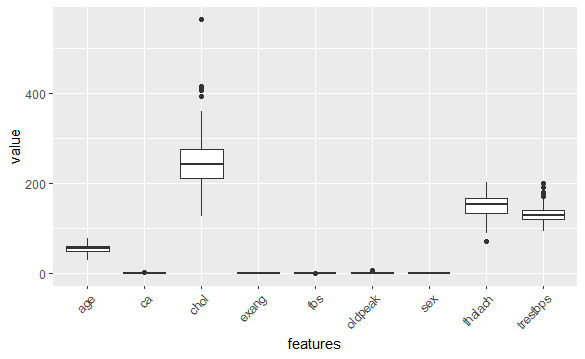 value
400
200
0
age
ca
chol
exang
fbs
oldpeak
sex
thalach
trestbps
features